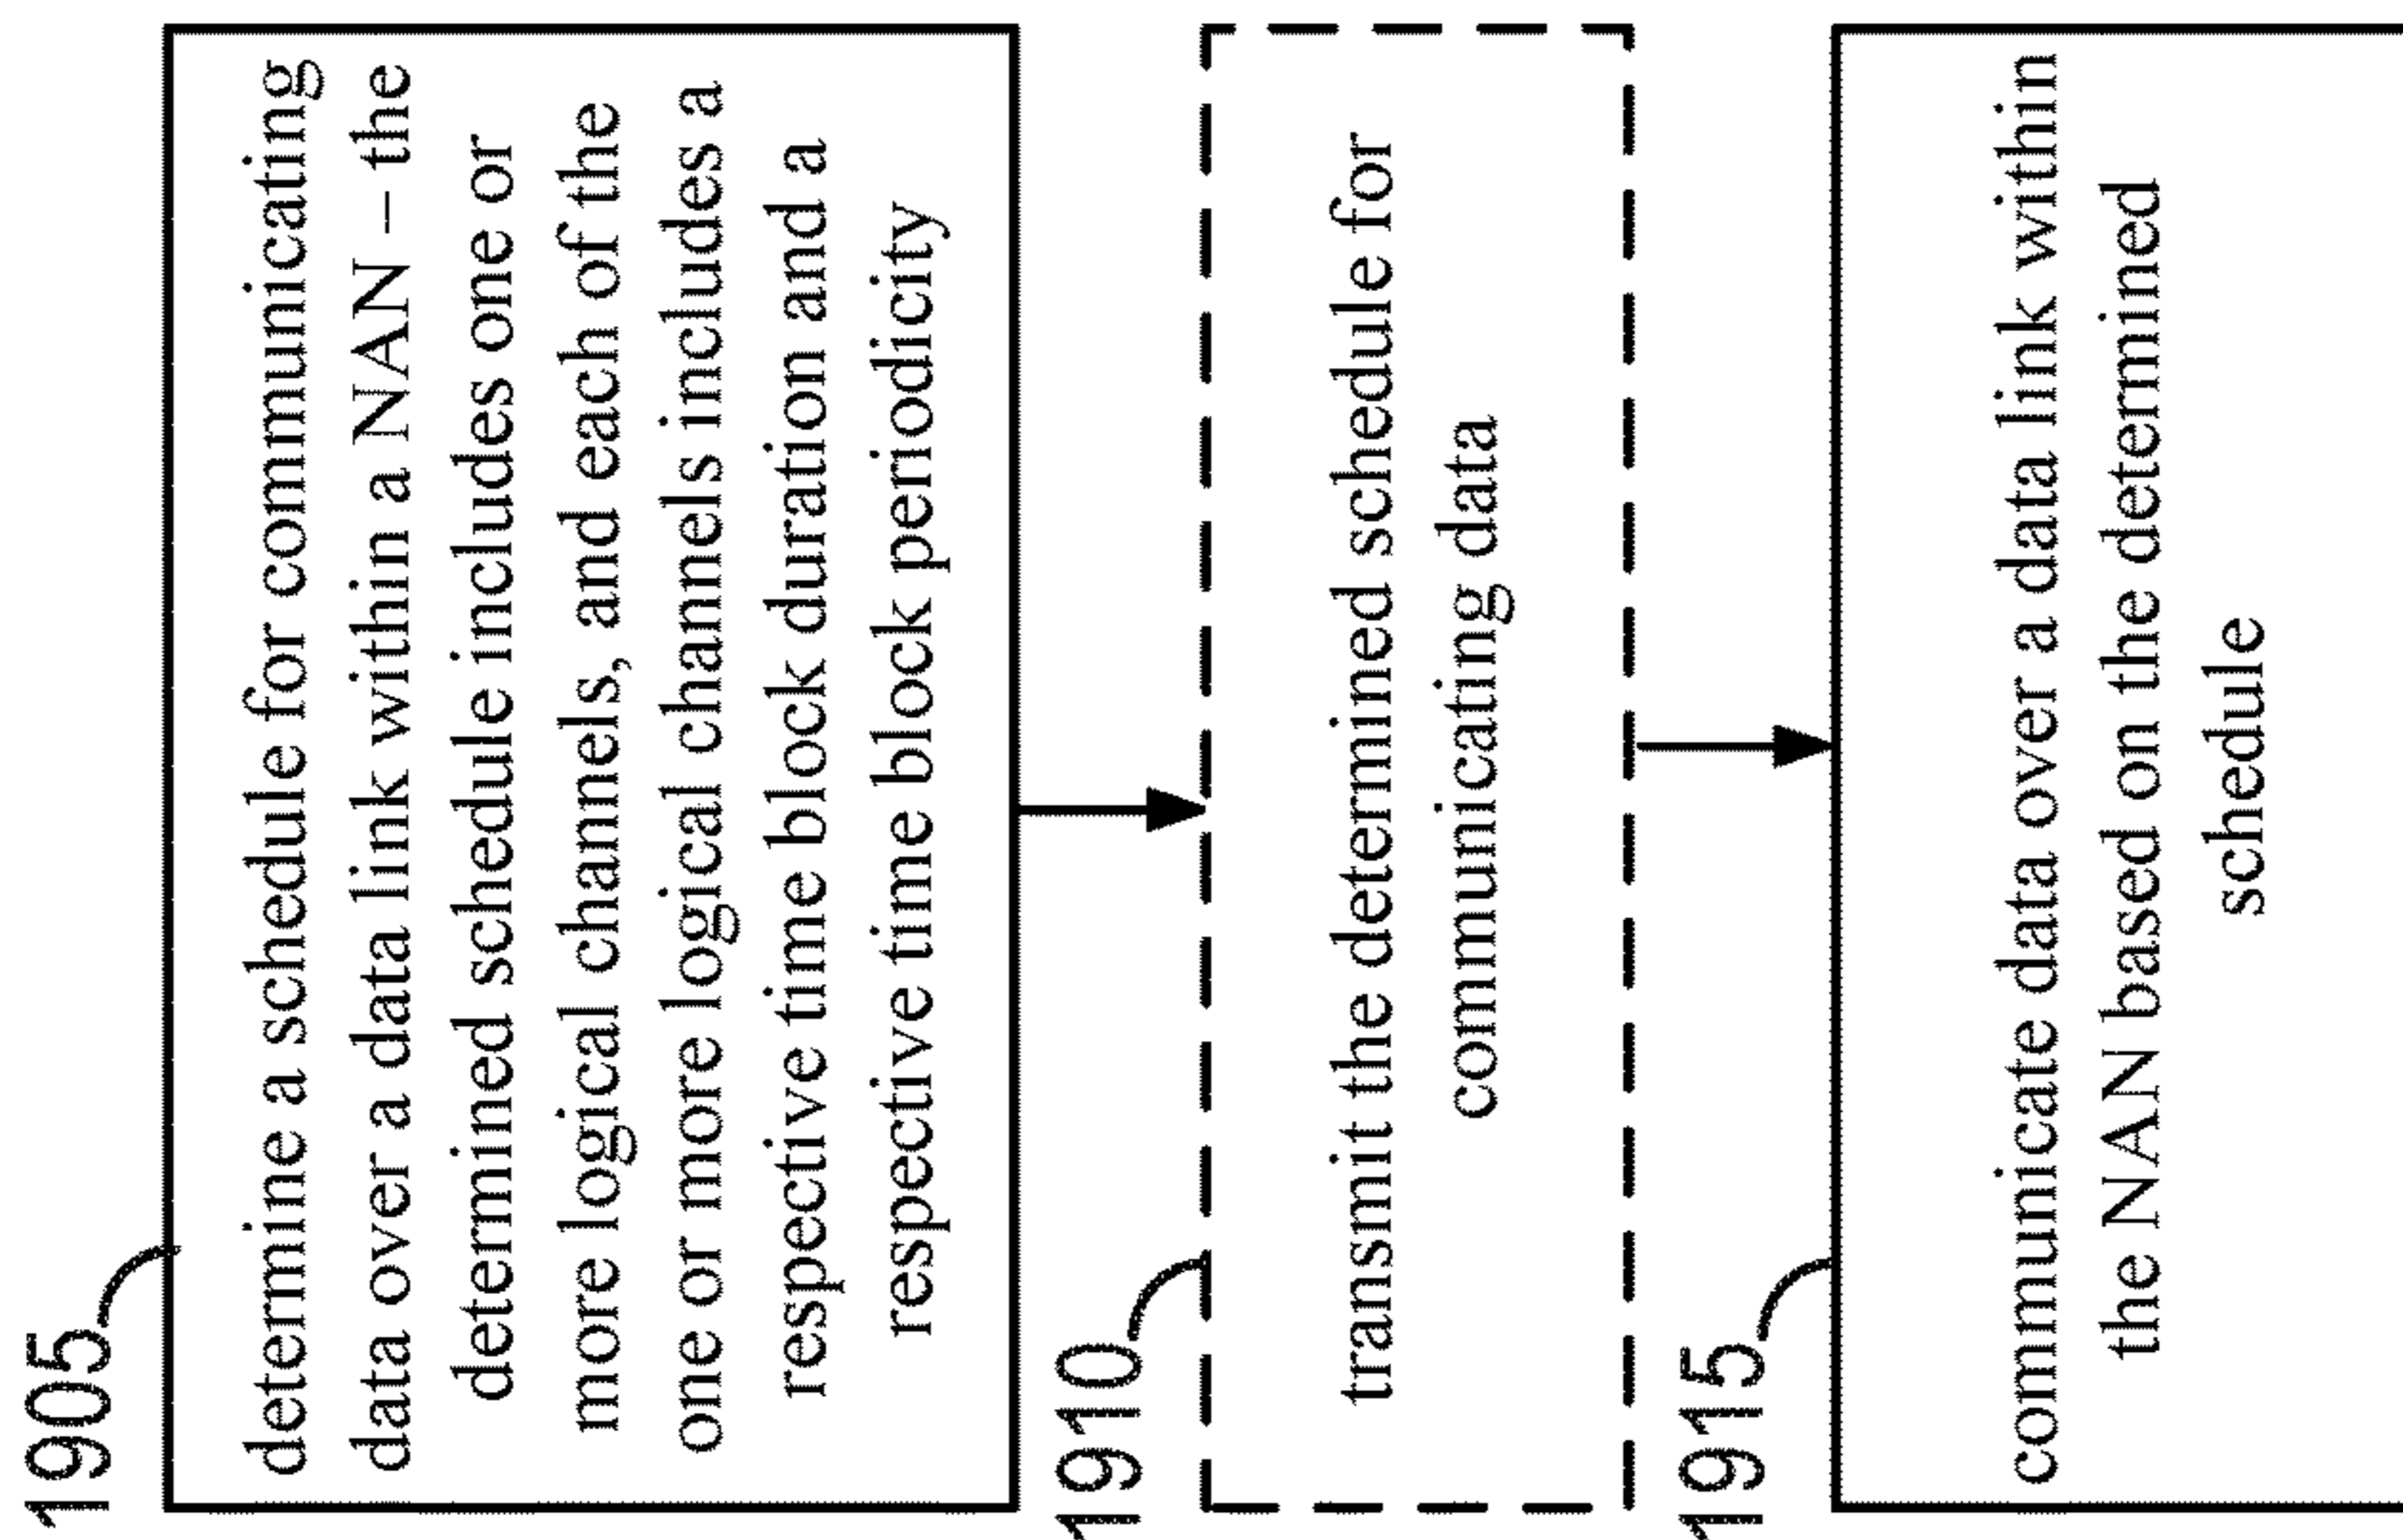 1905
determine a schedule for communicating
data over a data link within a NAN – the
determined schedule includes one or
more logical channels, and each of the
one or more logical channels includes a
respective time block duration and a
respective time block periodicity
1910
transmit the determined schedule for
communicating data
1915
communicate data over a data link within
the NAN based on the determined
schedule